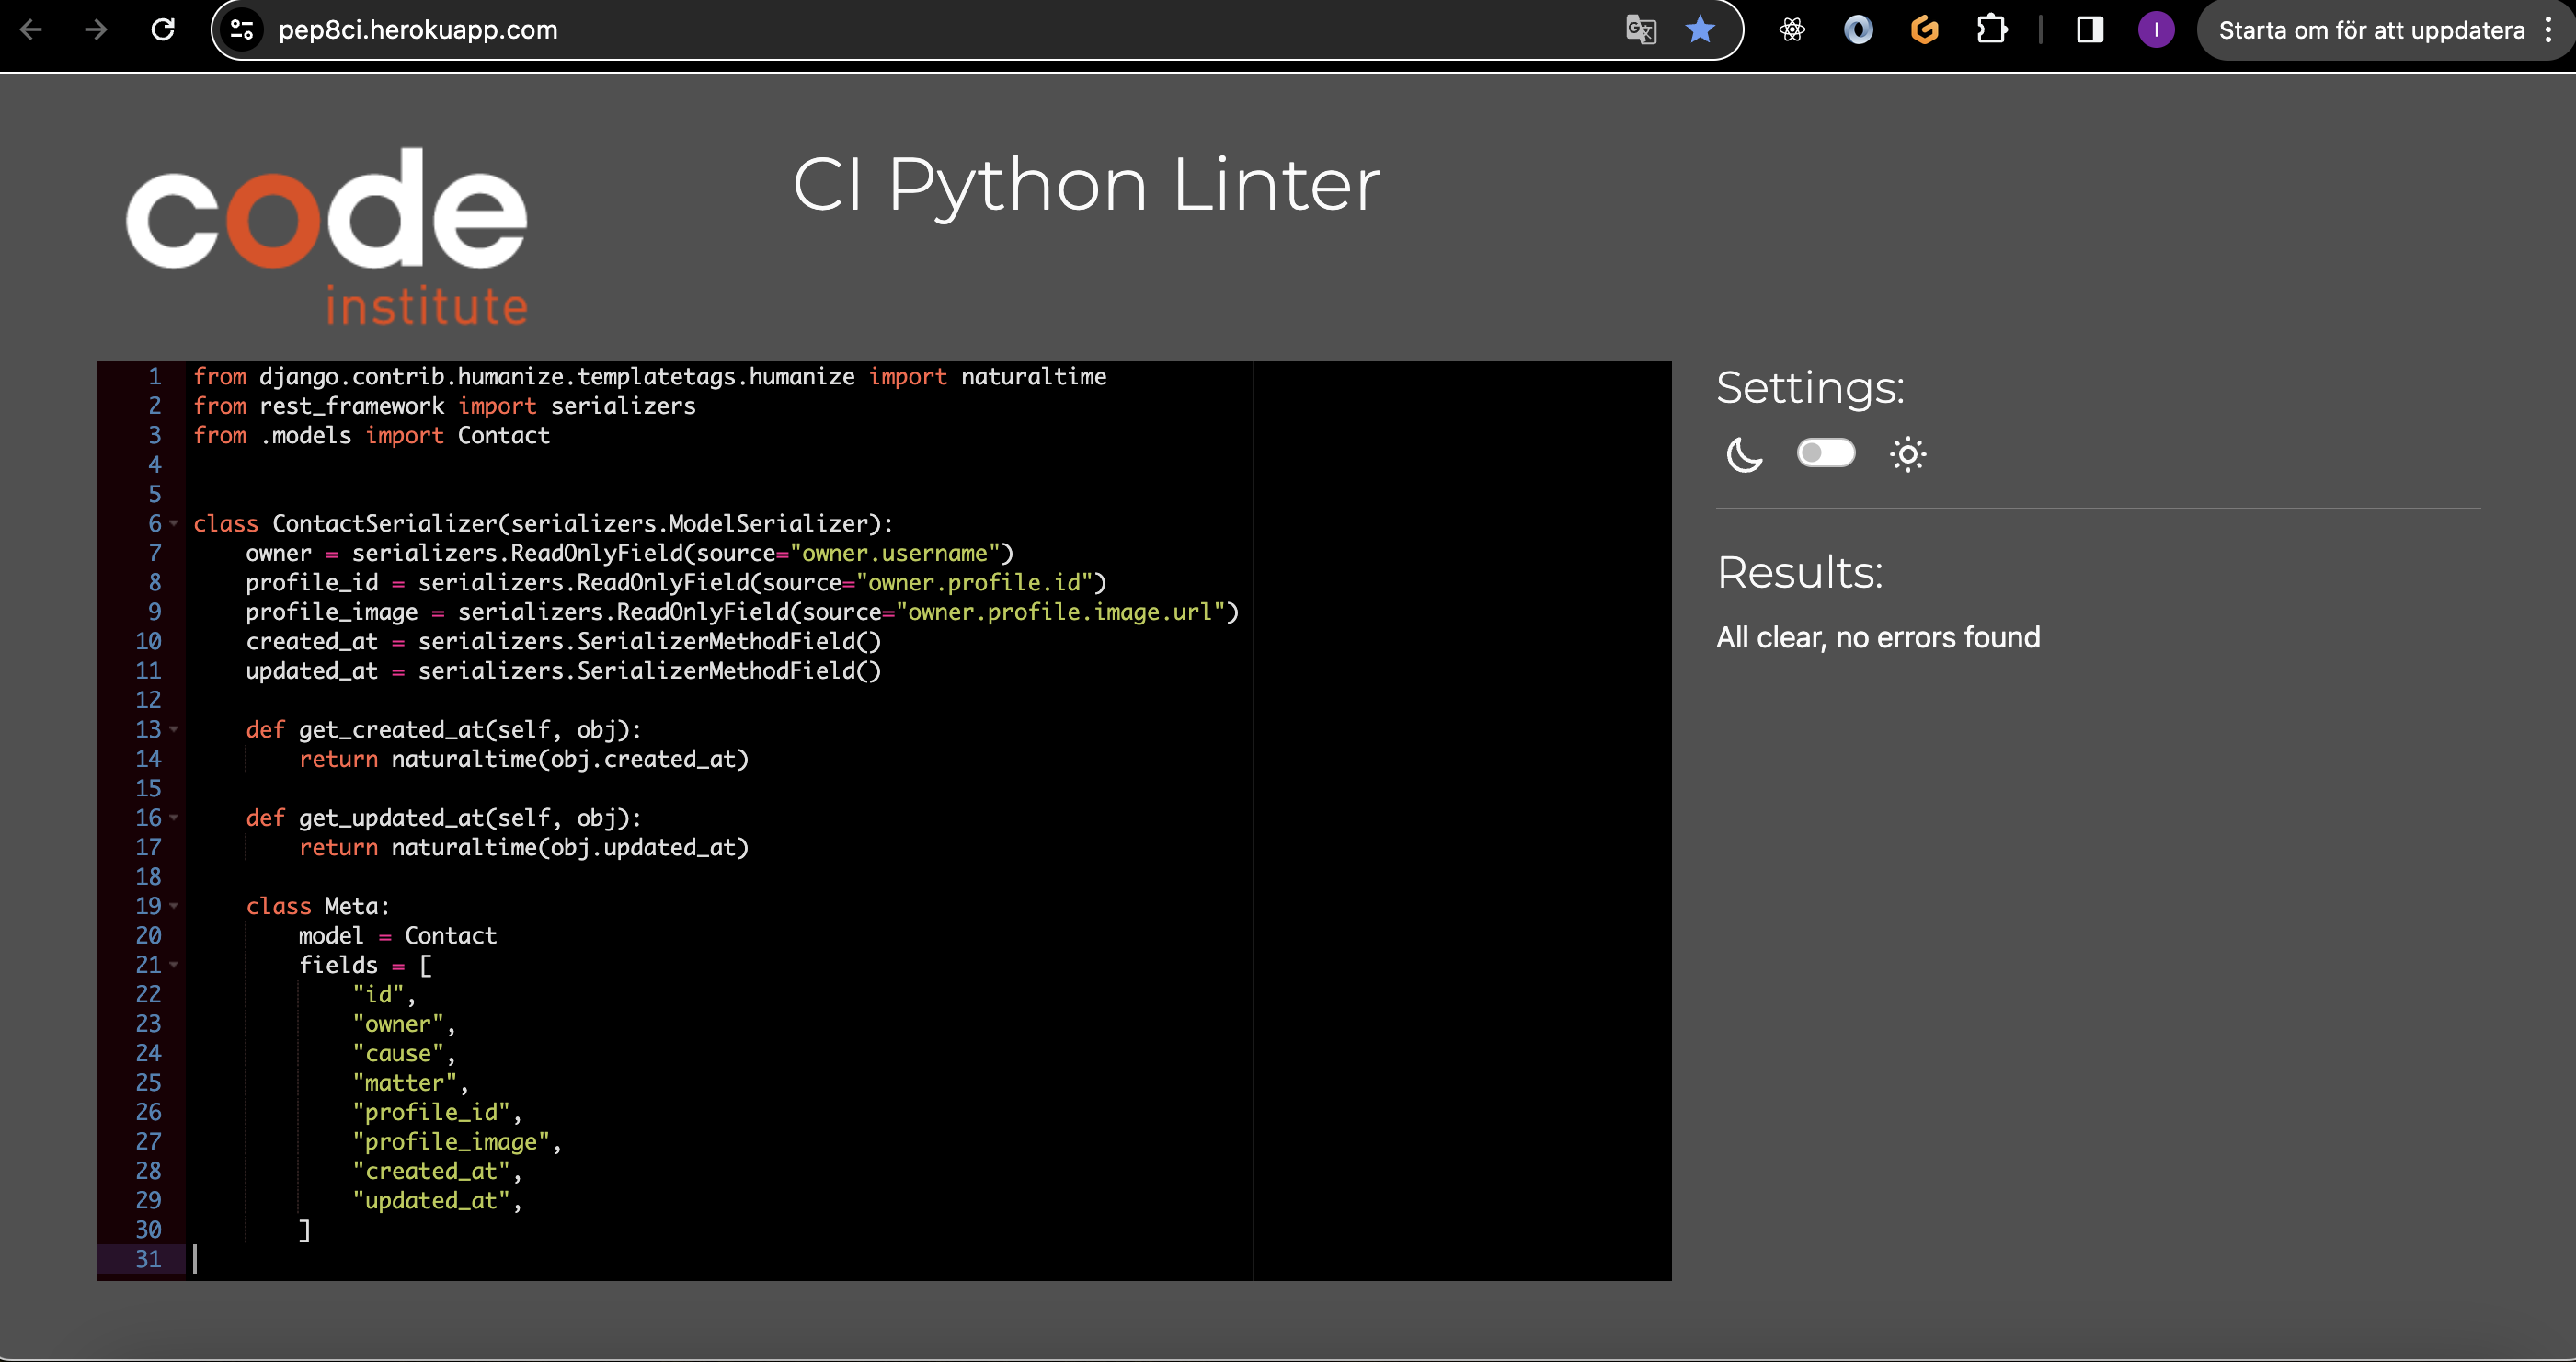 pep8ci.herokuapp.com
Starta om för att uppdatera
code
institute
CI Python Linter
1 from django.contrib.humanize.templatetags.humanize import naturaltime
2 from rest_framework import serializers
3 from .models import Contact
4
5
6 class ContactSerializer(serializers.ModelSerializer):
7     owner = serializers.ReadOnlyField(source="owner.username")
8     profile_id = serializers.ReadOnlyField(source="owner.profile.id")
9     profile_image = serializers.ReadOnlyField(source="owner.profile.image.url")
10     created_at = serializers.SerializerMethodField()
11     updated_at = serializers.SerializerMethodField()
12
13     def get_created_at(self, obj):
14         return naturaltime(obj.created_at)
15
16     def get_updated_at(self, obj):
17         return naturaltime(obj.updated_at)
18
19     class Meta:
20         model = Contact
21         fields = [
22             "id",
23             "owner",
24             "cause",
25             "matter",
26             "profile_id",
27             "profile_image",
28             "created_at",
29             "updated_at",
30         ]
31
Settings:
Results:
All clear, no errors found